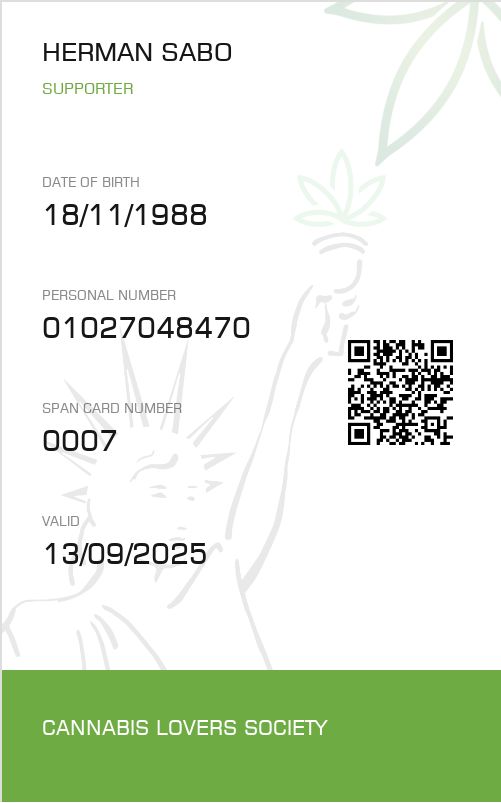 HERMAN SABO
SUPPORTER
DATE OF BIRTH
18/11/1988
PERSONAL NUMBER
01027048470
SPAN CARD NUMBER
0007
VALID
13/09/2025
CANNABIS LOVERS SOCIETY